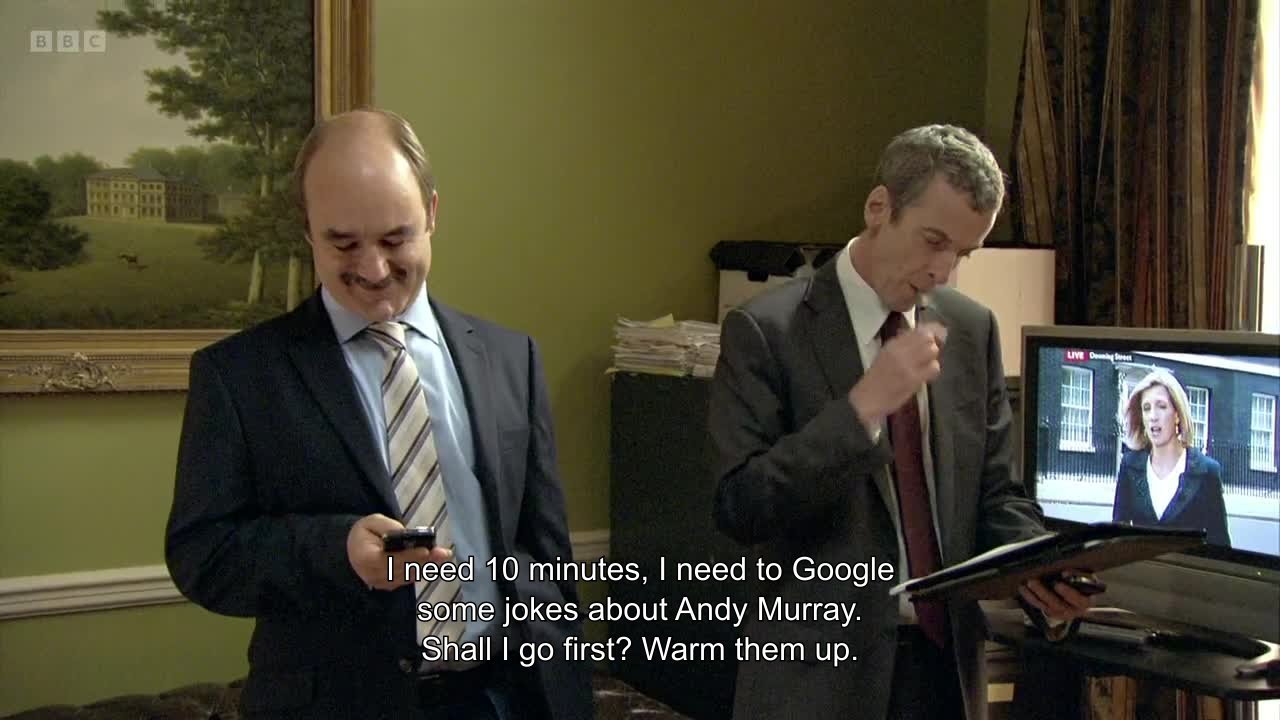 BBC
LIVE Downing Street
I need 10 minutes, I need to Google
some jokes about Andy Murray.
Shall I go first? Warm them up.